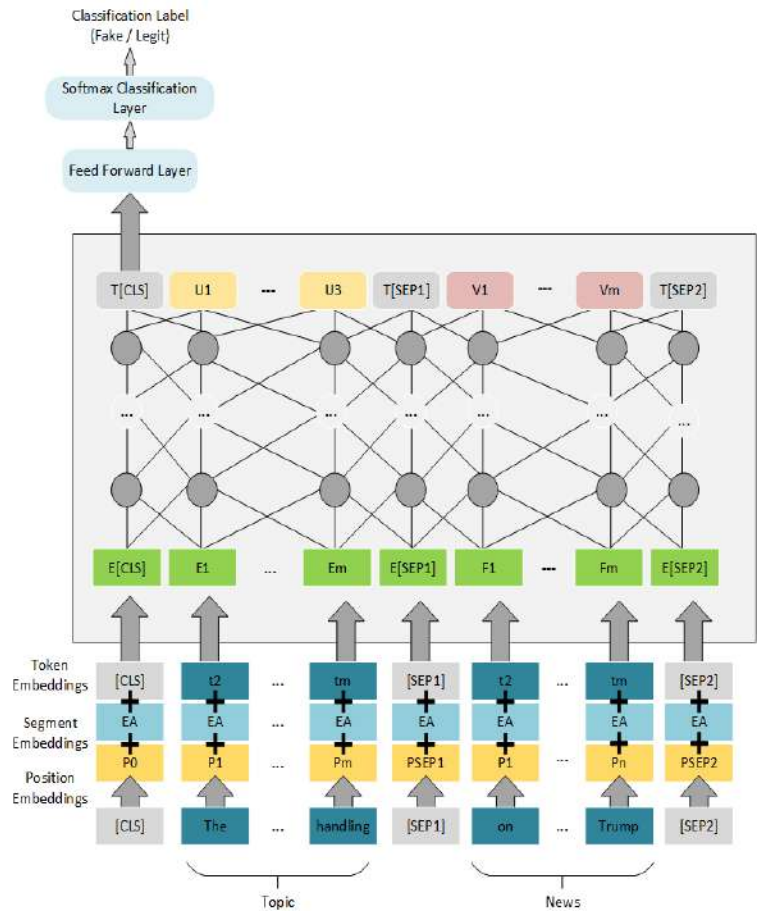 Classification Label
{Fake / Legit}
Softmax Classification
Layer
Feed Forward Layer
T[CLS] U1 --- U3 T[SEP1] V1 --- Vm T[SEP2]
... ... ... ... ... ... ...
E[CLS] E1 ... Em E[SEP1] F1 --- Fm E[SEP2]
Token
Embeddings
[CLS] t2 ... tm [SEP1] t2 ... tm [SEP2]
+ + + + + + +
Segment
Embeddings
EA EA ... EA EA EA ... EA EA
+ + + + + + +
Position
Embeddings
P0 P1 ... Pm PSEP1 P1 ... Pn PSEP2
[CLS] The ... handling [SEP1] on ... Trump [SEP2]
Topic News